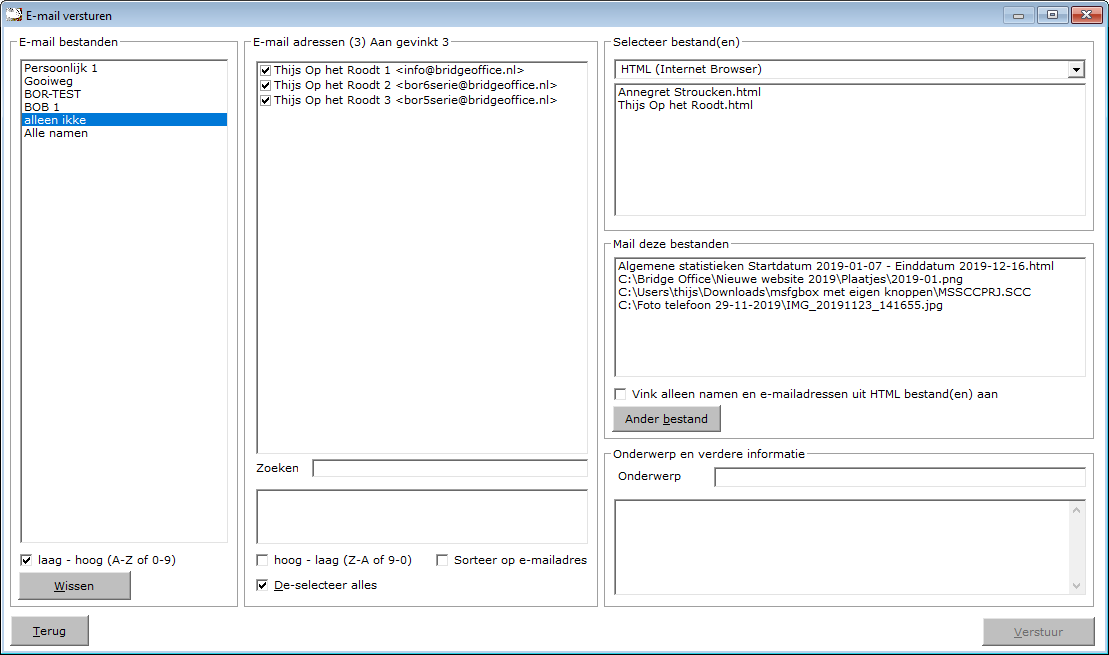 E-mail versturen
E-mail bestanden
Persoonlijk 1
Gooiweg
BOR-TEST
BOB 1
alleen ikke
Alle namen
laag - hoog (A-Z of 0-9)
Wissen
Terug
E-mail adressen (3) Aan gevinkt 3
Thijs Op het Roodt 1 <info@bridgeoffice.nl>
Thijs Op het Roodt 2 <bor6serie@bridgeoffice.nl>
Thijs Op het Roodt 3 <bor5serie@bridgeoffice.nl>
Zoeken
hoog - laag (Z-A of 9-0)
Sorteer op e-mailadres
De-selecteer alles
Selecteer bestand(en)
HTML (Internet Browser)
Annegret Stroucken.html
Thijs Op het Roodt.html
Mail deze bestanden
Algemene statistieken Startdatum 2019-01-07 - Einddatum 2019-12-16.html
C:\Bridge Office\Nieuwe website 2019\Plaatjes\2019-01.png
C:\Users\thijs\Downloads\msfgbox met eigen knoppen\MSSCCPRJ.SCC
C:\Foto telefoon 29-11-2019\IMG_20191123_141655.jpg
Vink alleen namen en e-mailadressen uit HTML bestand(en) aan
Ander bestand
Onderwerp en verdere informatie
Onderwerp
Verstuur